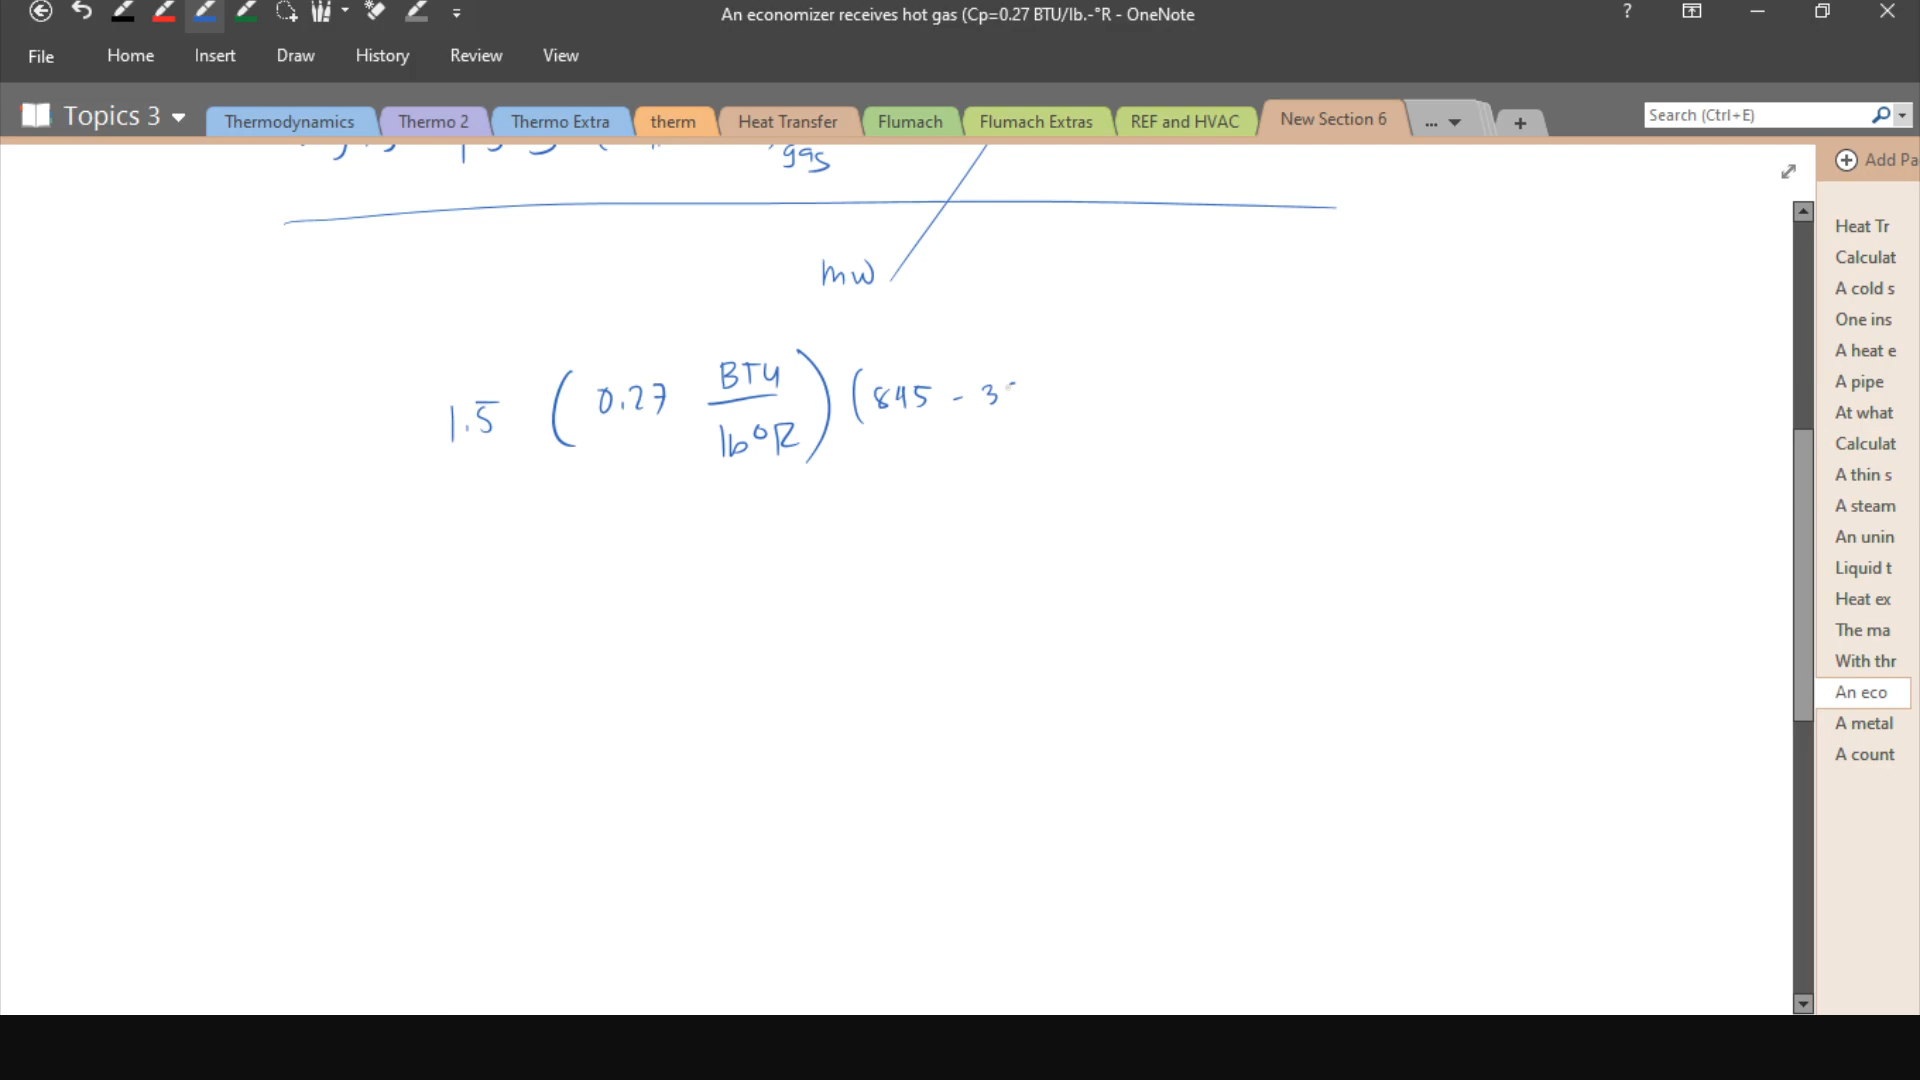 An economizer receives hot gas (Cp=0.27 BTU/lb.-°R - OneNote
?
File Home Insert Draw History Review View
Topics 3
Thermodynamics
Thermo 2
Thermo Extra
therm
Heat Transfer
Flumach
Flumach Extras
REF and HVAC
New Section 6
...
+
Search (Ctrl+E)
Add Pa
gas
mw
1.5 ( 0.27 BTU
lb°R ) (845 - 3
Heat Tr
Calculat
A cold s
One ins
A heat e
A pipe
At what
Calculat
A thin s
A steam
An unin
Liquid t
Heat ex
The ma
With thr
An eco
A metal
A count